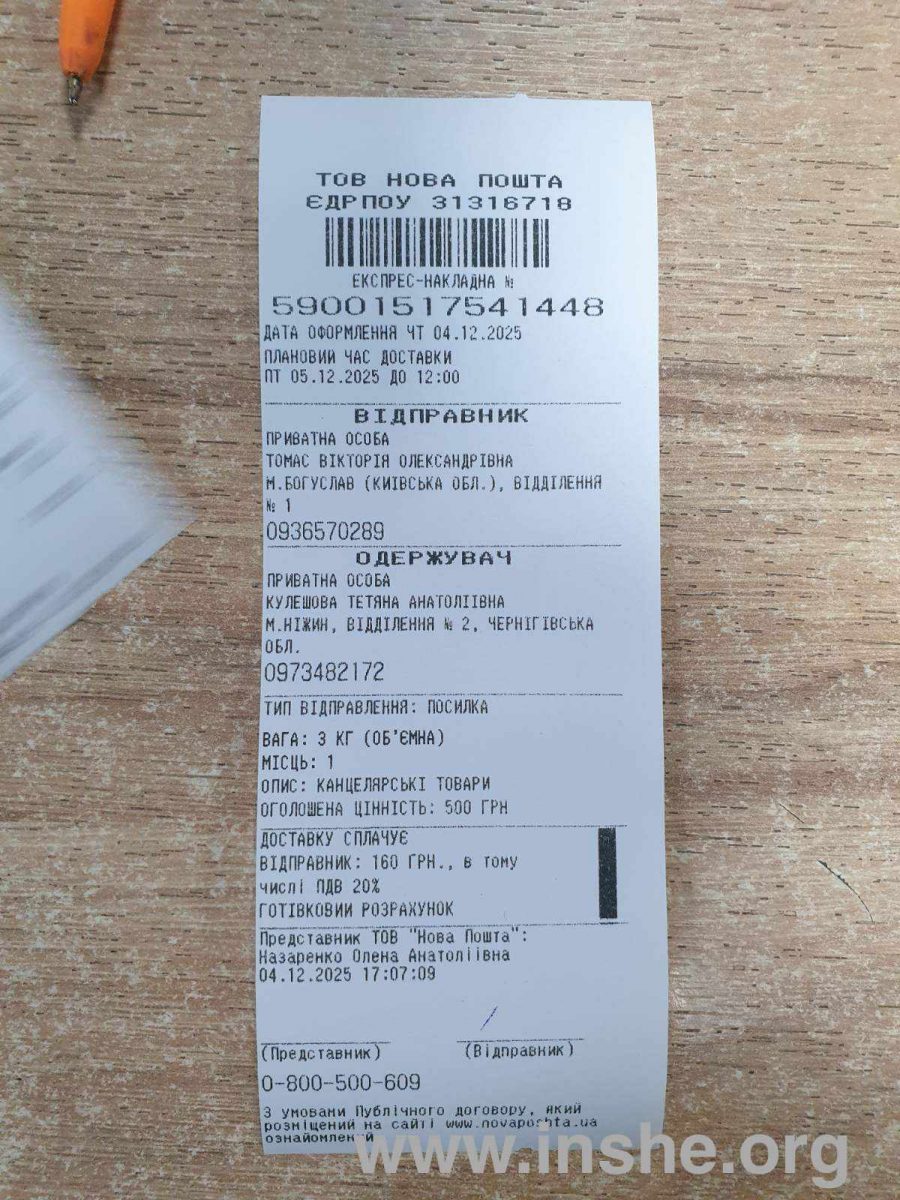 ТОВ НОВА ПОШТА
ЄДРПОУ 31316718
ЕКСПРЕС-НАКЛАДНА №
59001517541448
ДАТА ОФОРМЛЕННЯ ЧТ 04.12.2025
ПЛАНОВИЙ ЧАС ДОСТАВКИ
ПТ 05.12.2025 ДО 12:00
ВІДПРАВНИК
ПРИВАТНА ОСОБА
ТОМАС ВІКТОРІЯ ОЛЕКСАНДРІВНА
М.БОГУСЛАВ (КИЇВСЬКА ОБЛ.), ВІДДІЛЕННЯ
№ 1
0936570289
ОДЕРЖУВАЧ
ПРИВАТНА ОСОБА
КУЛЕШОВА ТЕТЯНА АНАТОЛІЇВНА
М.НІЖИН, ВІДДІЛЕННЯ № 2, ЧЕРНІГІВСЬКА
ОБЛ.
0973482172
ТИП ВІДПРАВЛЕННЯ: ПОСИЛКА
ВАГА: 3 КГ (ОБ'ЄМНА)
МІСЦЬ: 1
ОПИС: КАНЦЕЛЯРСЬКІ ТОВАРИ
ОГОЛОШЕНА ЦІННІСТЬ: 500 ГРН
ДОСТАВКУ СПЛАЧУЄ
ВІДПРАВНИК: 160 ГРН., в тому
числі ПДВ 20%
ГОТІВКОВИЙ РОЗРАХУНОК
Представник ТОВ "Нова Пошта":
Назаренко Олена Анатоліївна
04.12.2025 17:07:09
(Представник) (Відправник)
0-800-500-609
З умовами Публічного договору, який
розміщений на сайті www.novaposhta.ua
ознайомлений
www.inshe.org